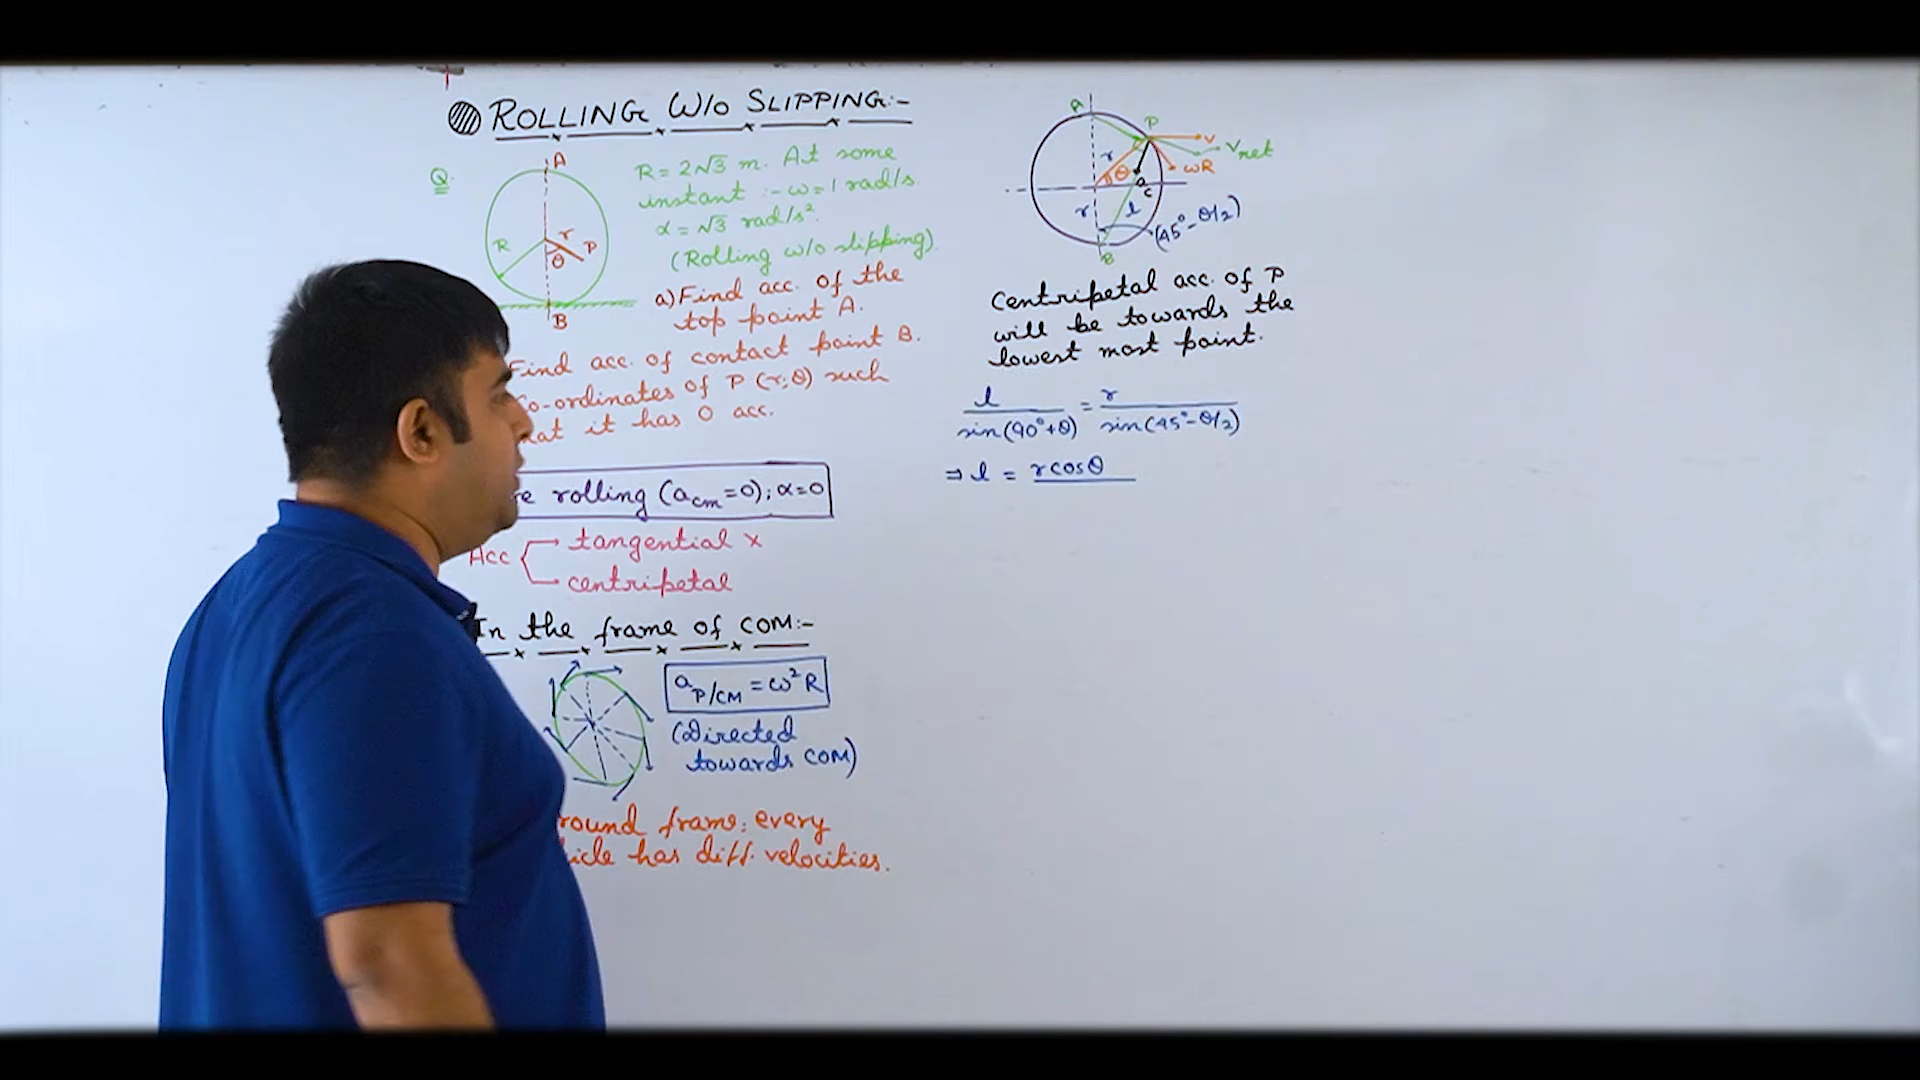 ROLLING W/O SLIPPING:-
Q.
A
R
r
P
θ
B
R = 2√3 m. At some
instant :- ω = 1 rad/s.
α = √3 rad/s².
(Rolling w/o slipping).
a) Find acc. of the
top point A.
Find acc. of contact point B.
Co-ordinates of P (r, θ) such
that it has 0 acc.
rolling (acm = 0); α = 0
Acc
tangential x
centripetal
In the frame of COM:-
aP/CM = ω²R
(Directed
towards COM)
round frame: every
has diff. velocities.
A
P
v
Vnet
ωR
r
θ
ac
r
l
(45° - θ/2)
B
Centripetal acc. of P
will be towards the
lowest most point.
l/sin(90° + θ) = r/sin(45° - θ/2)
⇒ l = r cosθ